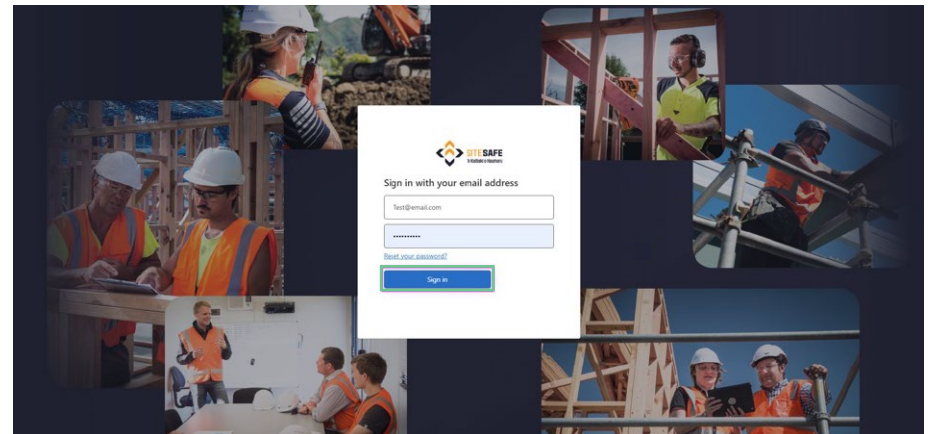 SITESAFE
Sign in with your email address
Test@email.com
••••••••••
Reset your password?
Sign in